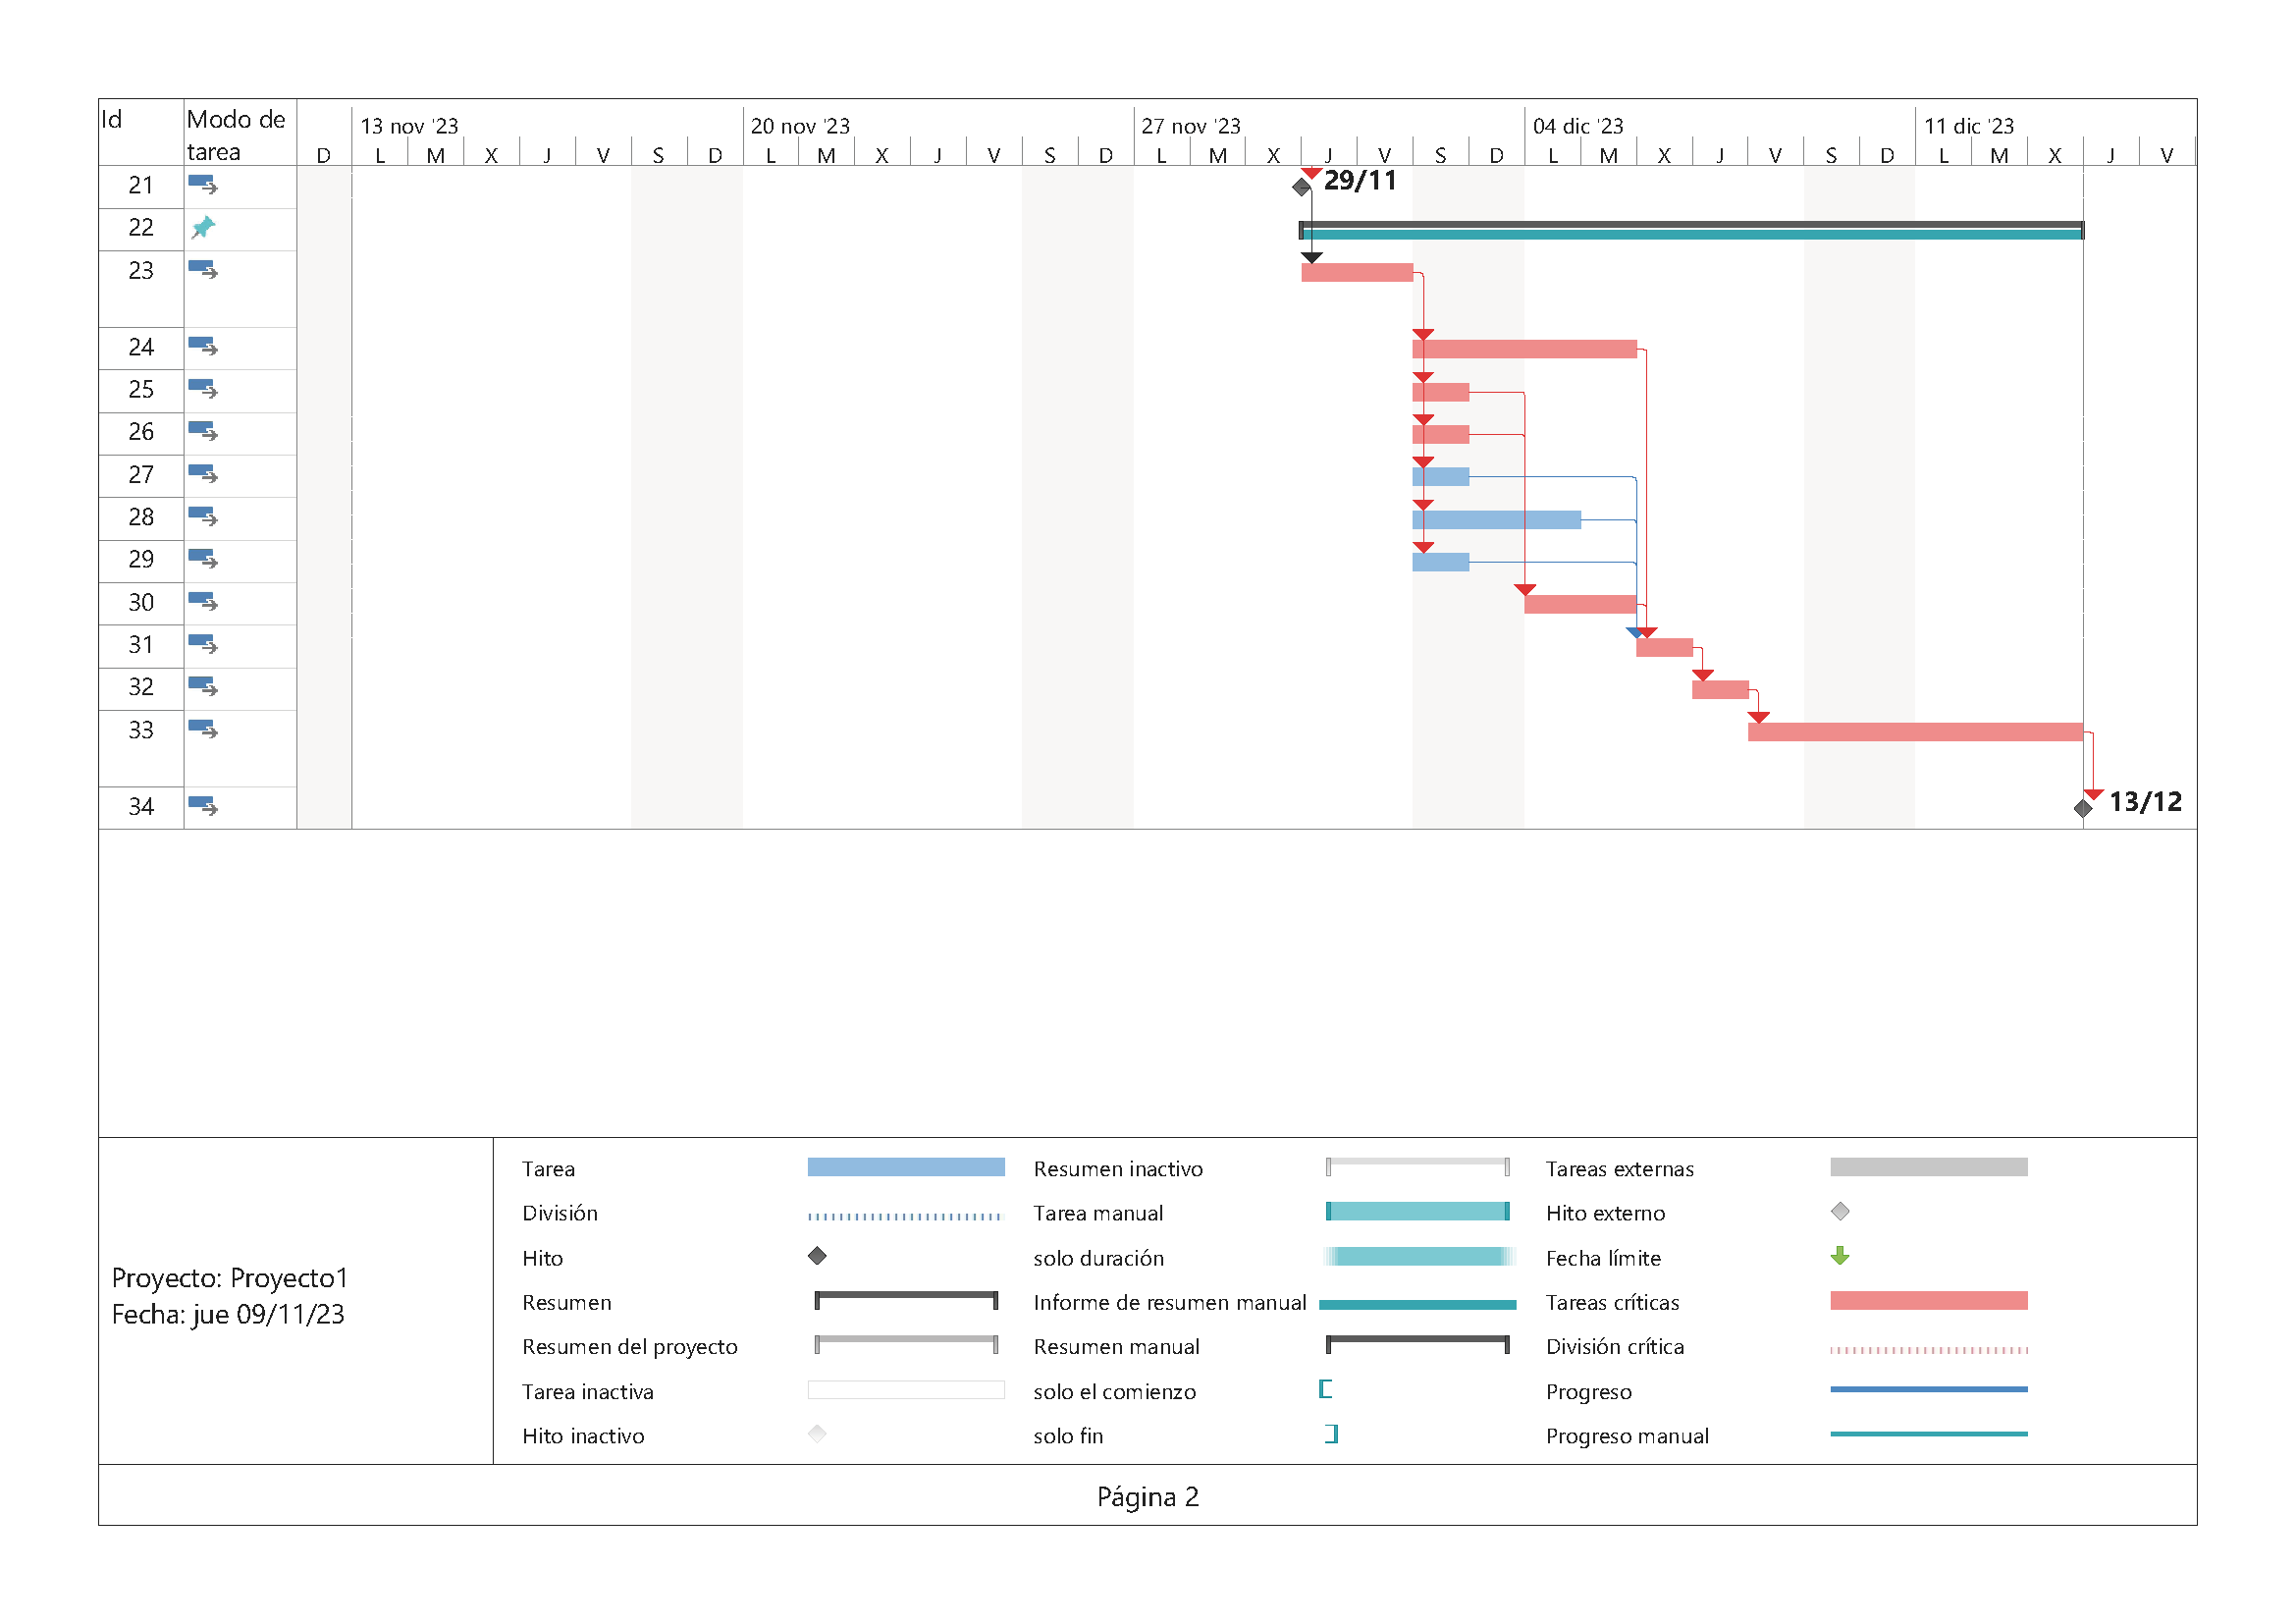 Id
Modo de tarea
13 nov '23
20 nov '23
27 nov '23
04 dic '23
11 dic '23
D L M X J V S D L M X J V S D L M X J V S D L M X J V S D L M X J V
21
29/11
22
23
24
25
26
27
28
29
30
31
32
33
34
13/12
Proyecto: Proyecto1
Fecha: jue 09/11/23
Tarea
División
Hito
Resumen
Resumen del proyecto
Tarea inactiva
Hito inactivo
Resumen inactivo
Tarea manual
solo duración
Informe de resumen manual
Resumen manual
solo el comienzo
solo fin
Tareas externas
Hito externo
Fecha límite
Tareas críticas
División crítica
Progreso
Progreso manual
Página 2